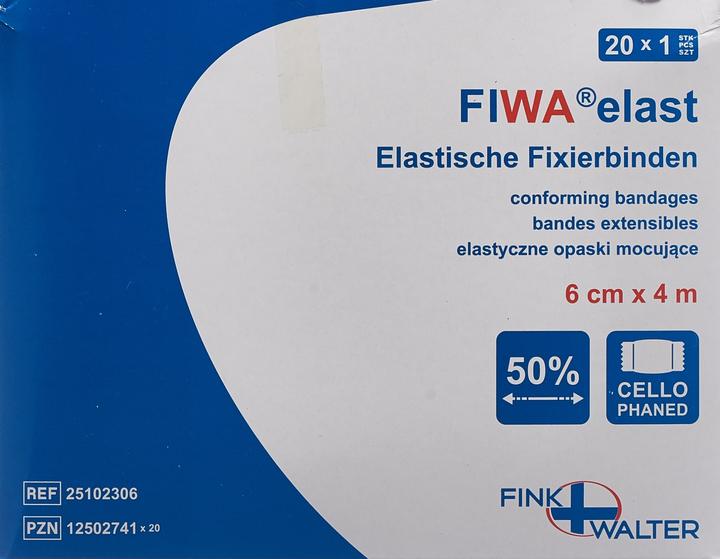 20 x 1 STK PCS SZT
FIWA®elast
Elastische Fixierbinden
conforming bandages
bandes extensibles
elastyczne opaski mocujące
6 cm x 4 m
50%
CELLO
PHANED
REF 25102306
PZN 12502741 x 20
FINK
WALTER